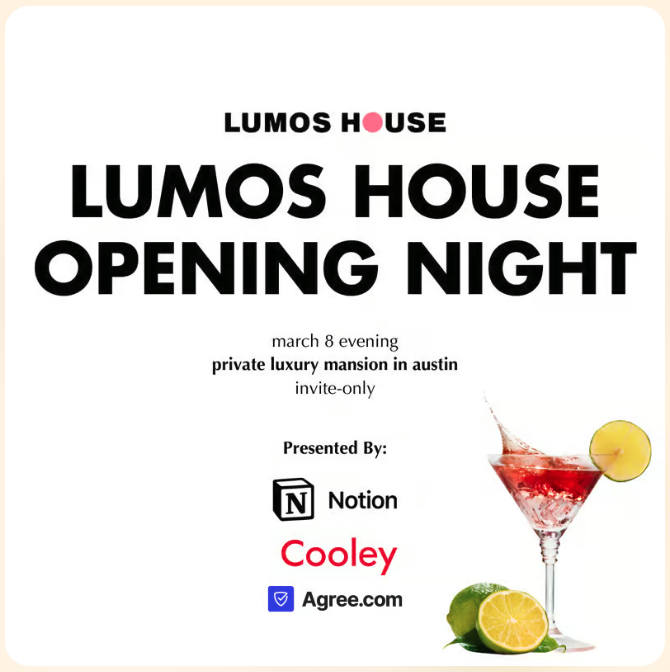 LUMOS HOUSE
LUMOS HOUSE
OPENING NIGHT
march 8 evening
private luxury mansion in austin
invite-only
Presented By:
N Notion
Cooley
Agree.com